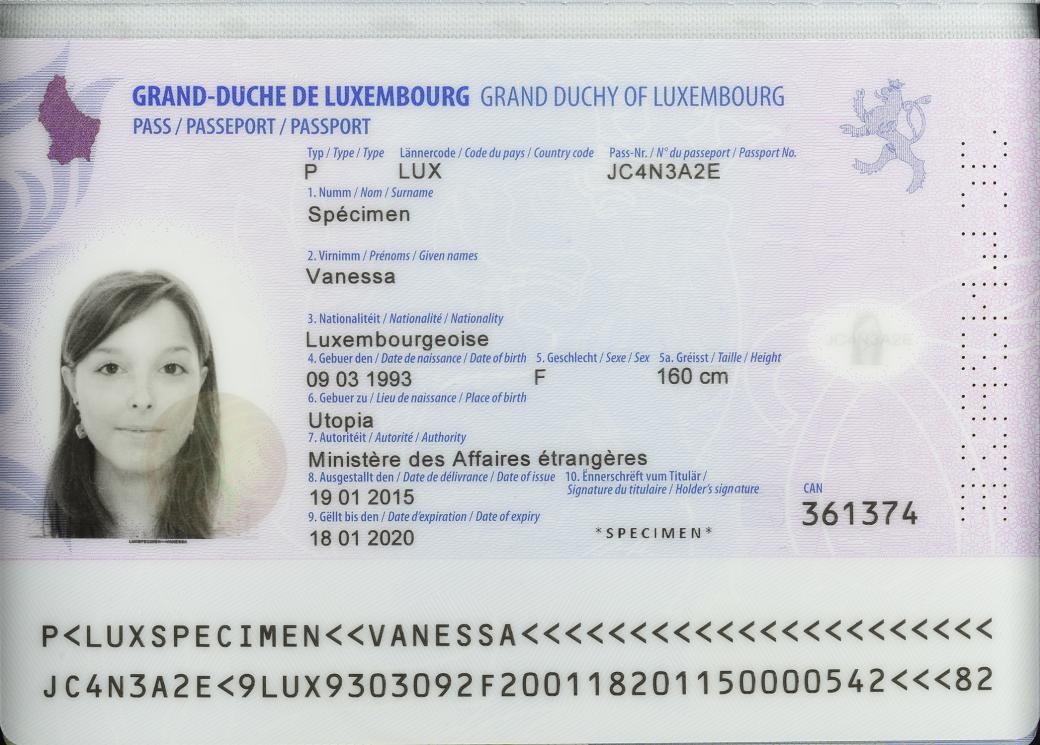 GRAND-DUCHE DE LUXEMBOURG GRAND DUCHY OF LUXEMBOURG
PASS / PASSEPORT / PASSPORT
Typ / Type / Type Lännercode / Code du pays / Country code Pass-Nr. / N° du passeport / Passport No.
P LUX JC4N3A2E
1. Numm / Nom / Surname
Spécimen
2. Virnimm / Prénoms / Given names
Vanessa
3. Nationalitéit / Nationalité / Nationality
Luxembourgeoise
4. Gebuer den / Date de naissance / Date of birth 5. Geschlecht / Sexe / Sex 5a. Gréisst / Taille / Height
09 03 1993 F 160 cm
6. Gebuer zu / Lieu de naissance / Place of birth
Utopia
7. Autoritéit / Autorité / Authority
Ministère des Affaires étrangères
8. Ausgestallt den / Date de délivrance / Date of issue 10. Ënnerschrëft vum Titulär /
Signature du titulaire / Holder's signature
19 01 2015
9. Gëllt bis den / Date d'expiration / Date of expiry
18 01 2020
*SPECIMEN*
CAN
361374
JC4N3A2E
P<LUXSPECIMEN<<VANESSA<<<<<<<<<<<<<<<<<<<<<<
JC4N3A2E<9LUX9303092F200118201150000542<<<82